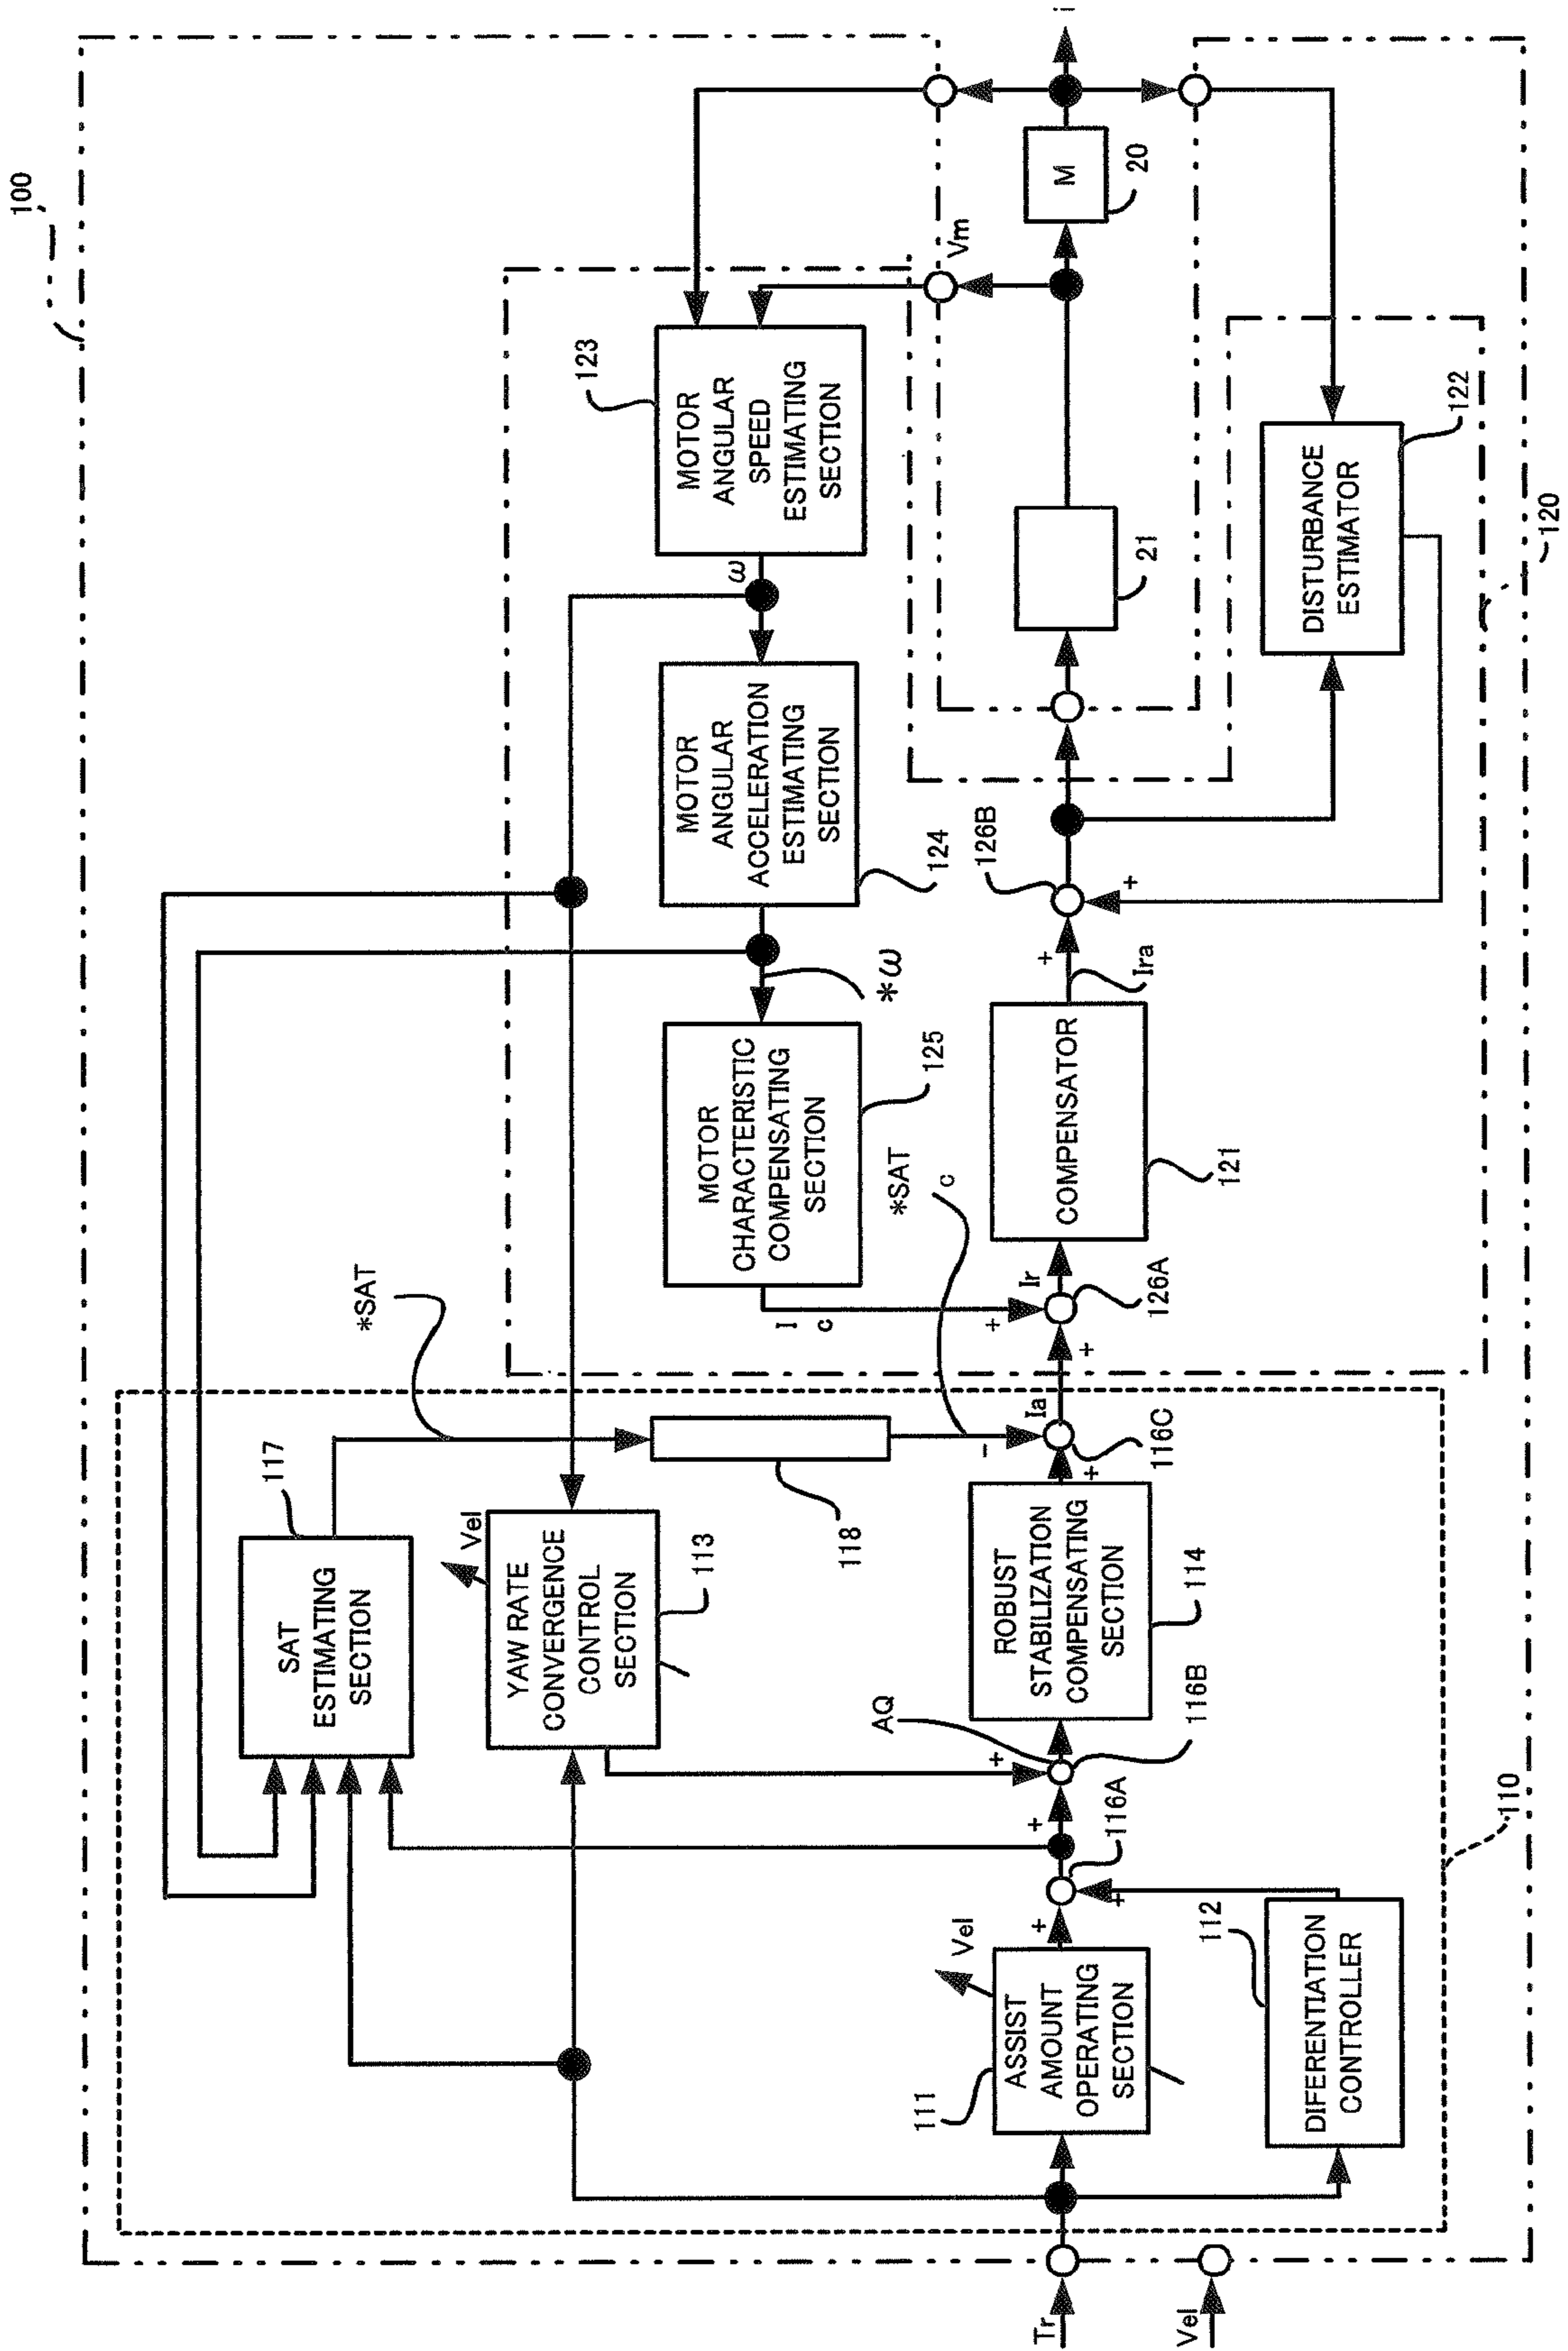 100
117
SAT
ESTIMATING
SECTION
*SAT
Vel
YAW RATE
CONVERGENCE
CONTROL
SECTION
113
118
123
MOTOR
ANGULAR
SPEED
ESTIMATING
SECTION
ω
MOTOR
ANGULAR
ACCELERATION
ESTIMATING
SECTION
124
*ω
MOTOR
CHARACTERISTIC
COMPENSATING
SECTION
125
I
c
*SAT
c
Vm
Tr
Vel
111
ASSIST
AMOUNT
OPERATING
SECTION
Vel
+
+
116A
+
+
AQ
116B
ROBUST
STABILIZATION
COMPENSATING
SECTION
114
+
-
Ia
116C
+
+
Ir
126A
COMPENSATOR
121
Ira
+
+
126B
21
M
20
i
112
DIFERENTIATION
CONTROLLER
110
DISTURBANCE
ESTIMATOR
122
120